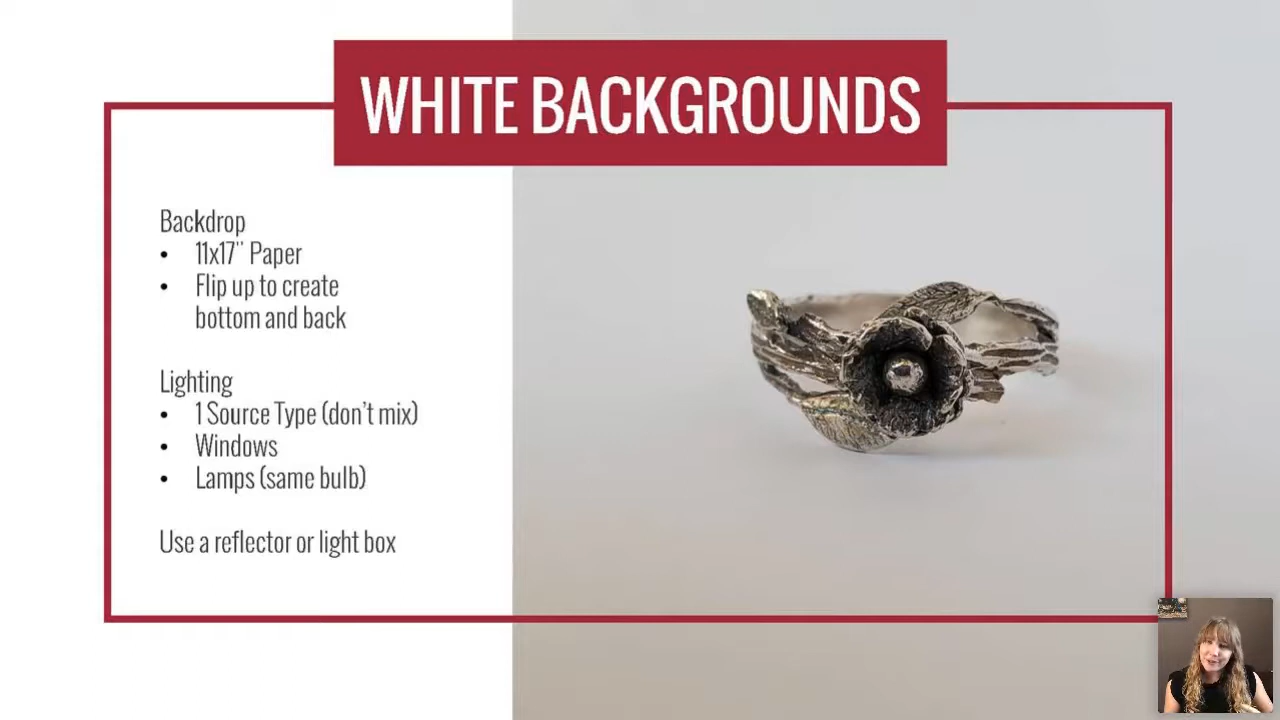 WHITE BACKGROUNDS
Backdrop
• 11x17" Paper
• Flip up to create
bottom and back
Lighting
• 1 Source Type (don't mix)
• Windows
• Lamps (same bulb)
Use a reflector or light box